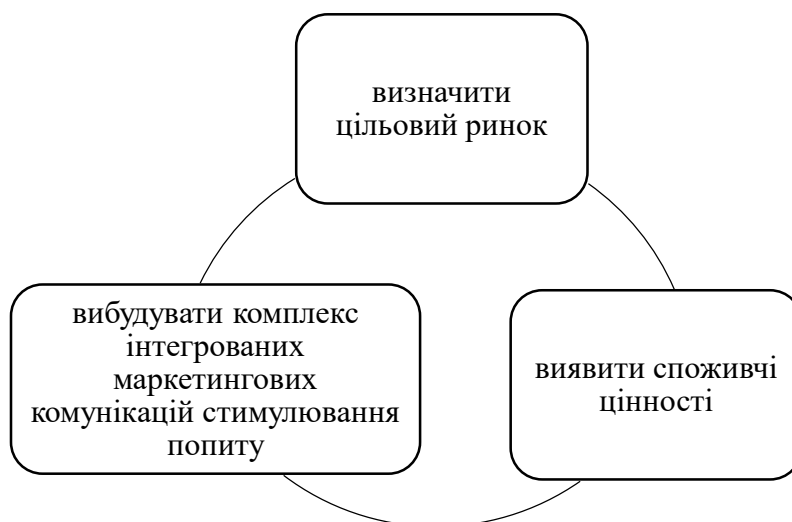 визначити
цільовий ринок
вибудувати комплекс
інтегрованих
маркетингових
комунікацій стимулювання
попиту
виявити споживчі
цінності